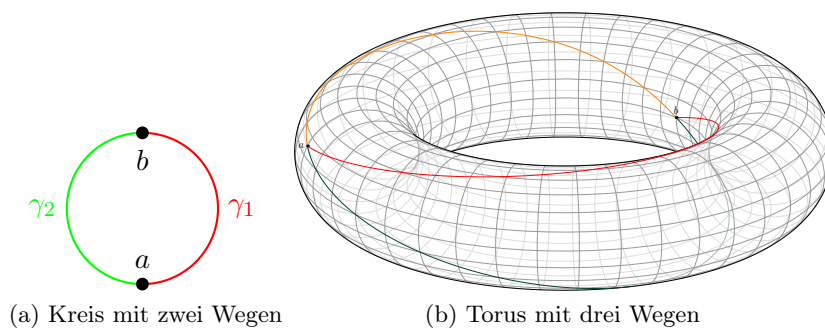 b
a
b
γ2
γ1
a
(a) Kreis mit zwei Wegen
(b) Torus mit drei Wegen